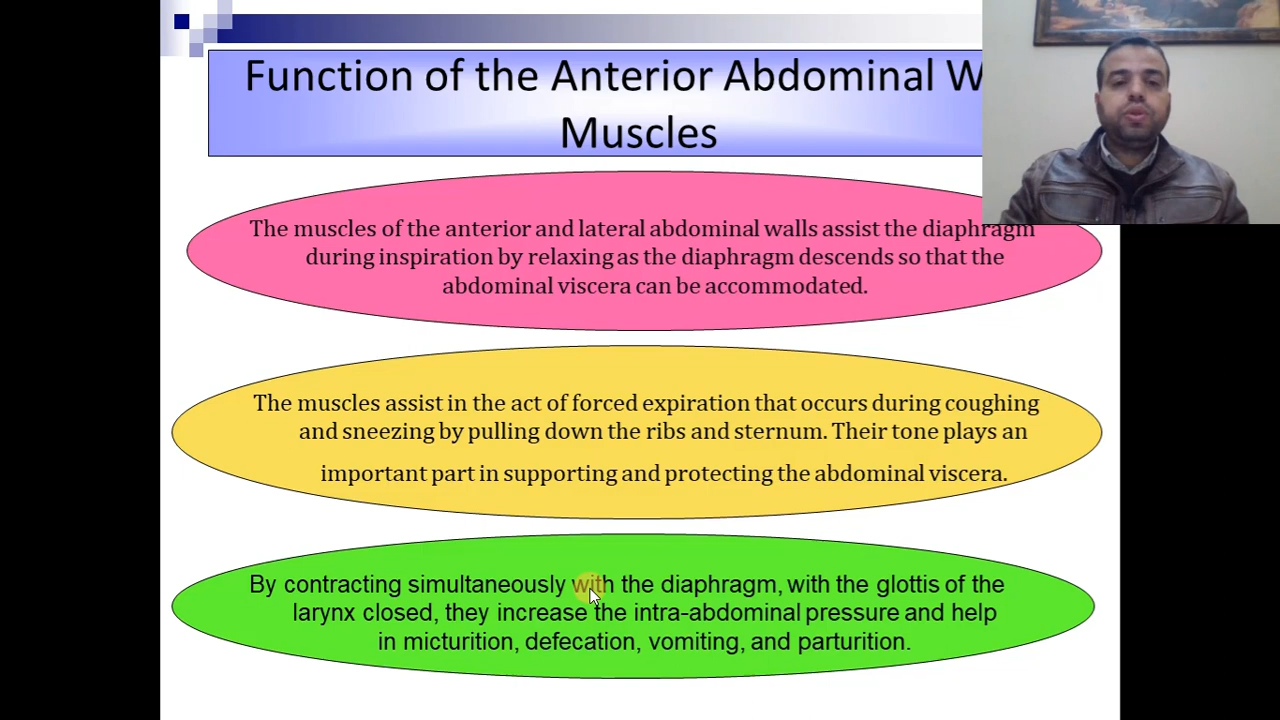 Function of the Anterior Abdominal W
Muscles
The muscles of the anterior and lateral abdominal walls assist the diaphragm
during inspiration by relaxing as the diaphragm descends so that the
abdominal viscera can be accommodated.
The muscles assist in the act of forced expiration that occurs during coughing
and sneezing by pulling down the ribs and sternum. Their tone plays an
important part in supporting and protecting the abdominal viscera.
By contracting simultaneously with the diaphragm, with the glottis of the
larynx closed, they increase the intra-abdominal pressure and help
in micturition, defecation, vomiting, and parturition.